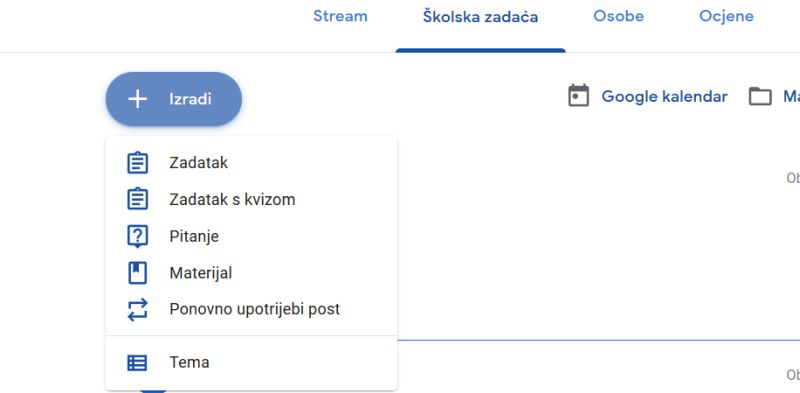 Stream Školska zadaća Osobe Ocjene
Izradi
Google kalendar
Zadatak
Zadatak s kvizom
Pitanje
Materijal
Ponovno upotrijebi post
Tema